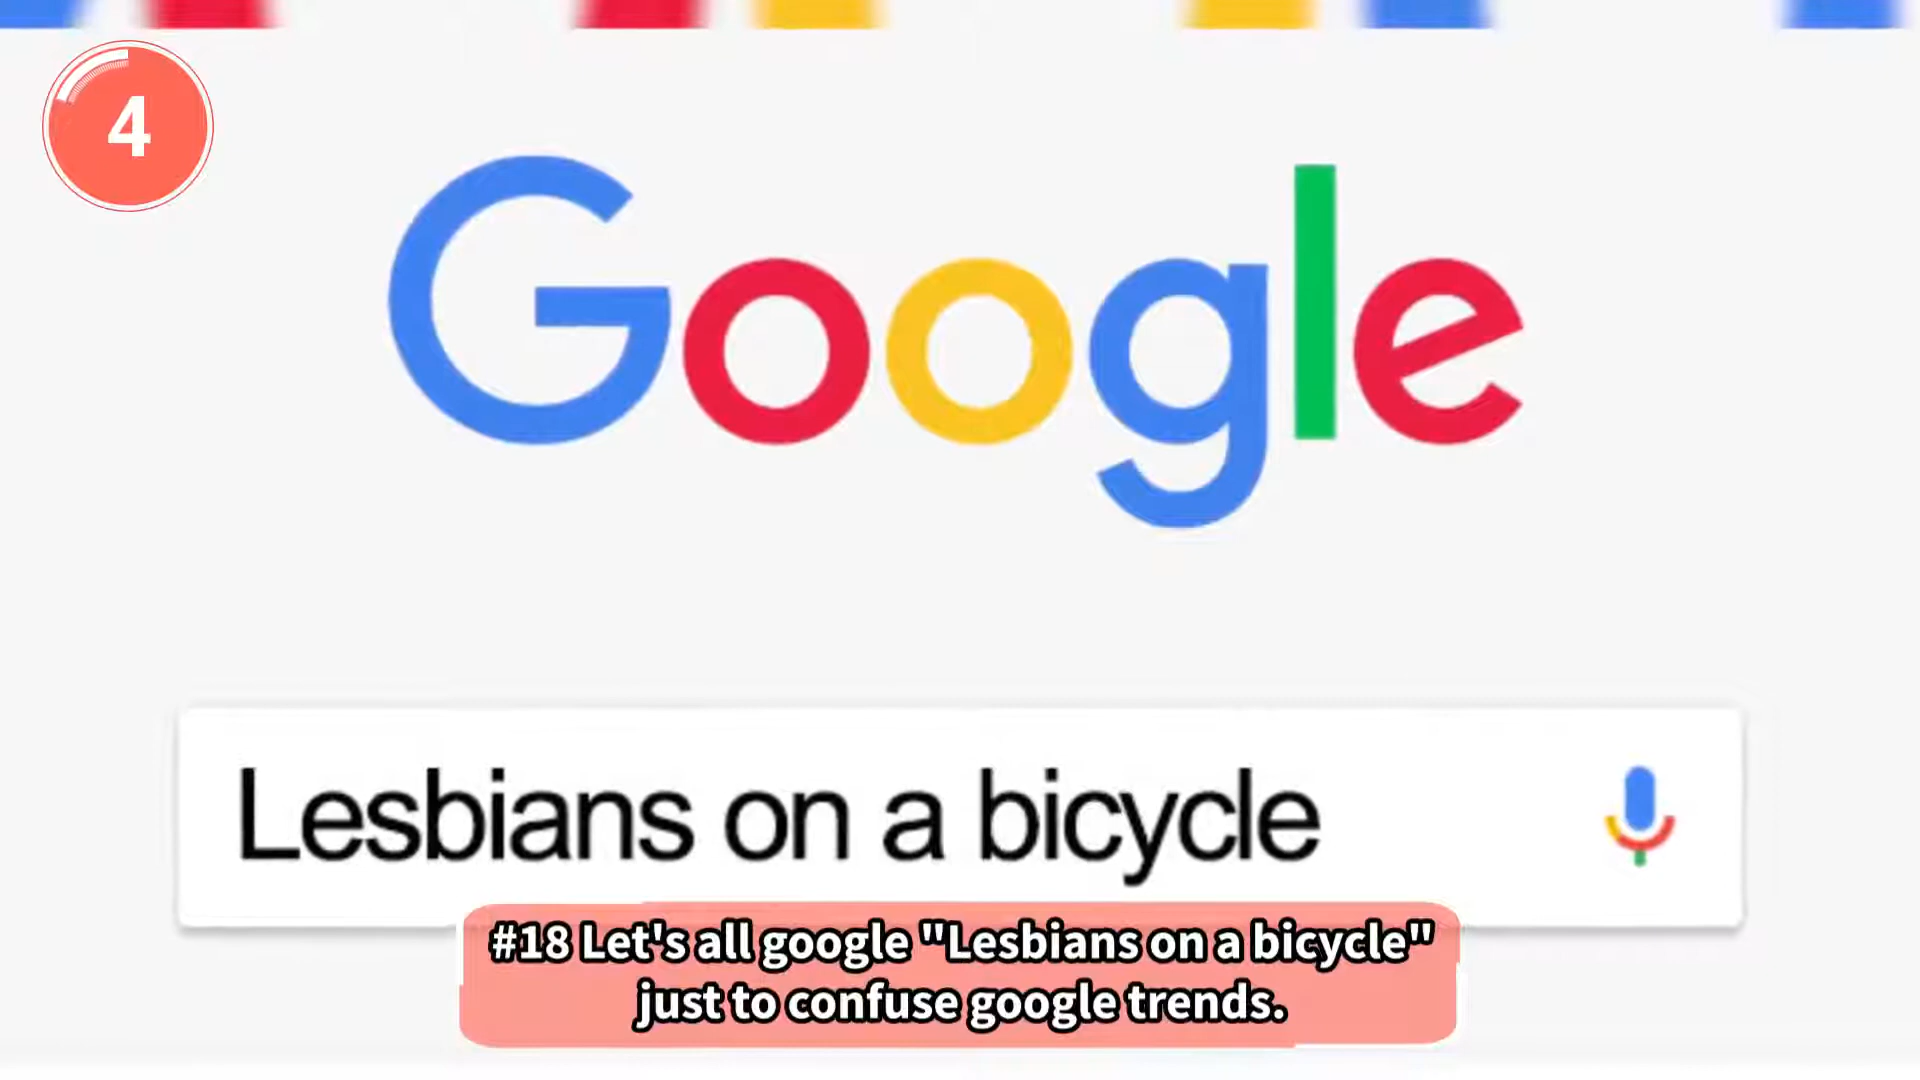 4
Google
Lesbians on a bicycle
#18 Let's all google "Lesbians on a bicycle"
just to confuse google trends.